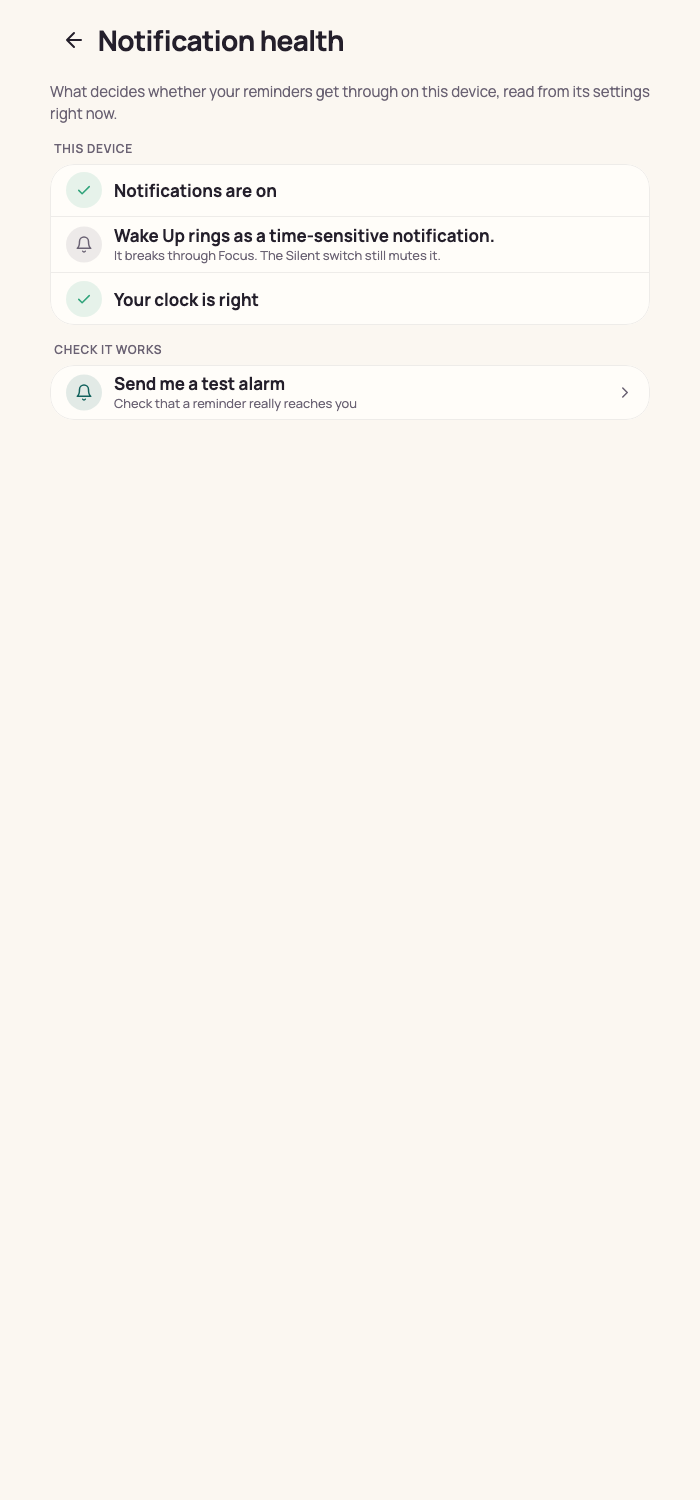 Notification health
What decides whether your reminders get through on this device, read from its settings
right now.
THIS DEVICE
Notifications are on
Wake Up rings as a time-sensitive notification.
It breaks through Focus. The Silent switch still mutes it.
Your clock is right
CHECK IT WORKS
Send me a test alarm
Check that a reminder really reaches you